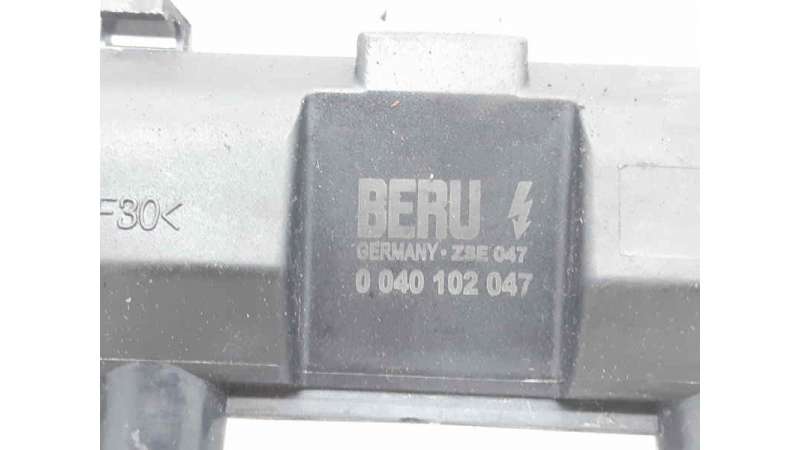 BERU
GERMANY · ZSE 047
0 040 102 047
F30<